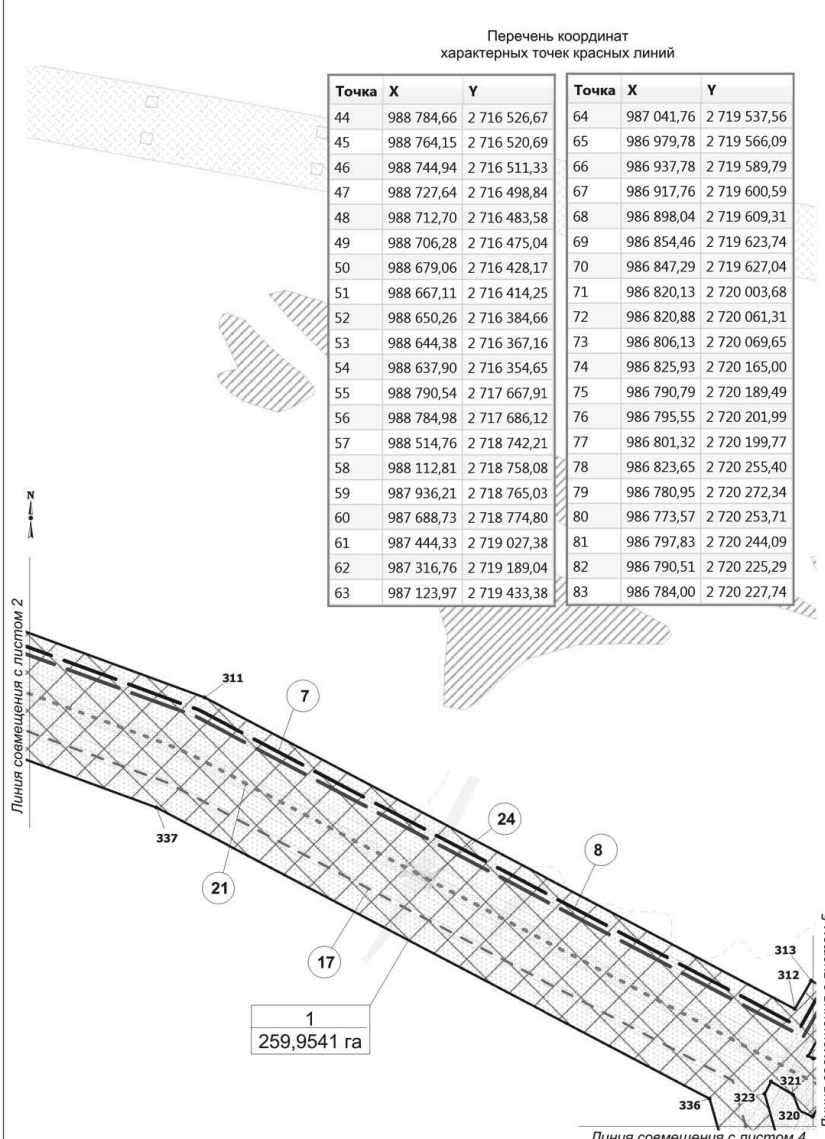 Перечень координат
характерных точек красных линий
Точка X Y
44 988 784,66 2 716 526,67
45 988 764,15 2 716 520,69
46 988 744,94 2 716 511,33
47 988 727,64 2 716 498,84
48 988 712,70 2 716 483,58
49 988 706,28 2 716 475,04
50 988 679,06 2 716 428,17
51 988 667,11 2 716 414,25
52 988 650,26 2 716 384,66
53 988 644,38 2 716 367,16
54 988 637,90 2 716 354,65
55 988 790,54 2 717 667,91
56 988 784,98 2 717 686,12
57 988 514,76 2 718 742,21
58 988 112,81 2 718 758,08
59 987 936,21 2 718 765,03
60 987 688,73 2 718 774,80
61 987 444,33 2 719 027,38
62 987 316,76 2 719 189,04
63 987 123,97 2 719 433,38
Точка X Y
64 987 041,76 2 719 537,56
65 986 979,78 2 719 566,09
66 986 937,78 2 719 589,79
67 986 917,76 2 719 600,59
68 986 898,04 2 719 609,31
69 986 854,46 2 719 623,74
70 986 847,29 2 719 627,04
71 986 820,13 2 720 003,68
72 986 820,88 2 720 061,31
73 986 806,13 2 720 069,65
74 986 825,93 2 720 165,00
75 986 790,79 2 720 189,49
76 986 795,55 2 720 201,99
77 986 801,32 2 720 199,77
78 986 823,65 2 720 255,40
79 986 780,95 2 720 272,34
80 986 773,57 2 720 253,71
81 986 797,83 2 720 244,09
82 986 790,51 2 720 225,29
83 986 784,00 2 720 227,74
N
Линия совмещения с листом 2
311
7
24
8
337
21
17
313
312
1
259,9541 га
321
323
336
320
Линия совмещения с листом 4